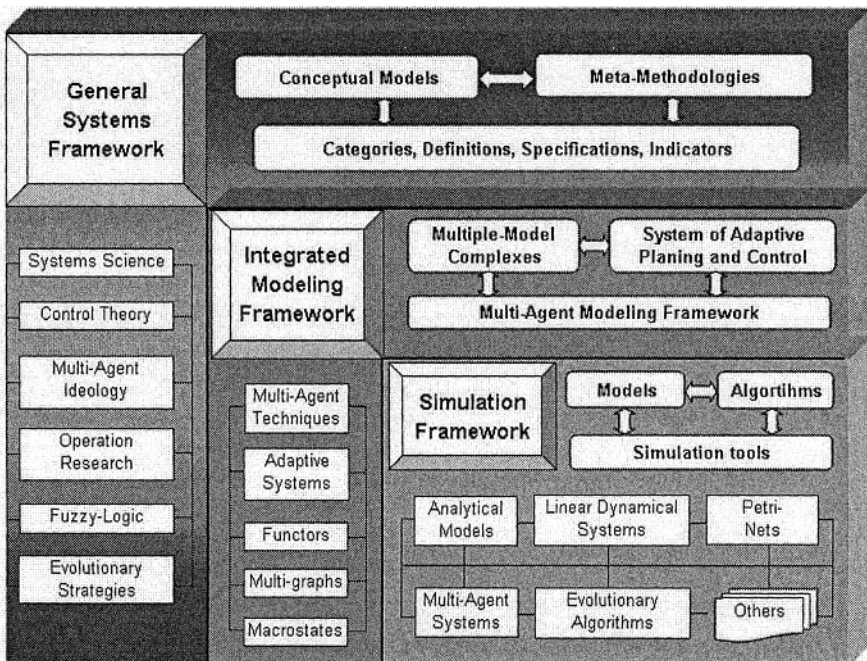 General
Systems
Framework
Conceptual Models
Meta-Methodologies
Categories, Definitions, Specifications, Indicators
Systems Science
Control Theory
Multi-Agent
Ideology
Operation
Research
Fuzzy-Logic
Evolutionary
Strategies
Integrated
Modeling
Framework
Multiple-Model
Complexes
System of Adaptive
Planing and Control
Multi-Agent Modeling Framework
Multi-Agent
Techniques
Adaptive
Systems
Functors
Multi-graphs
Macrostates
Simulation
Framework
Models
Algortihms
Simulation tools
Analytical
Models
Linear Dynamical
Systems
Petri-
Nets
Multi-Agent
Systems
Evolutionary
Algorithms
Others